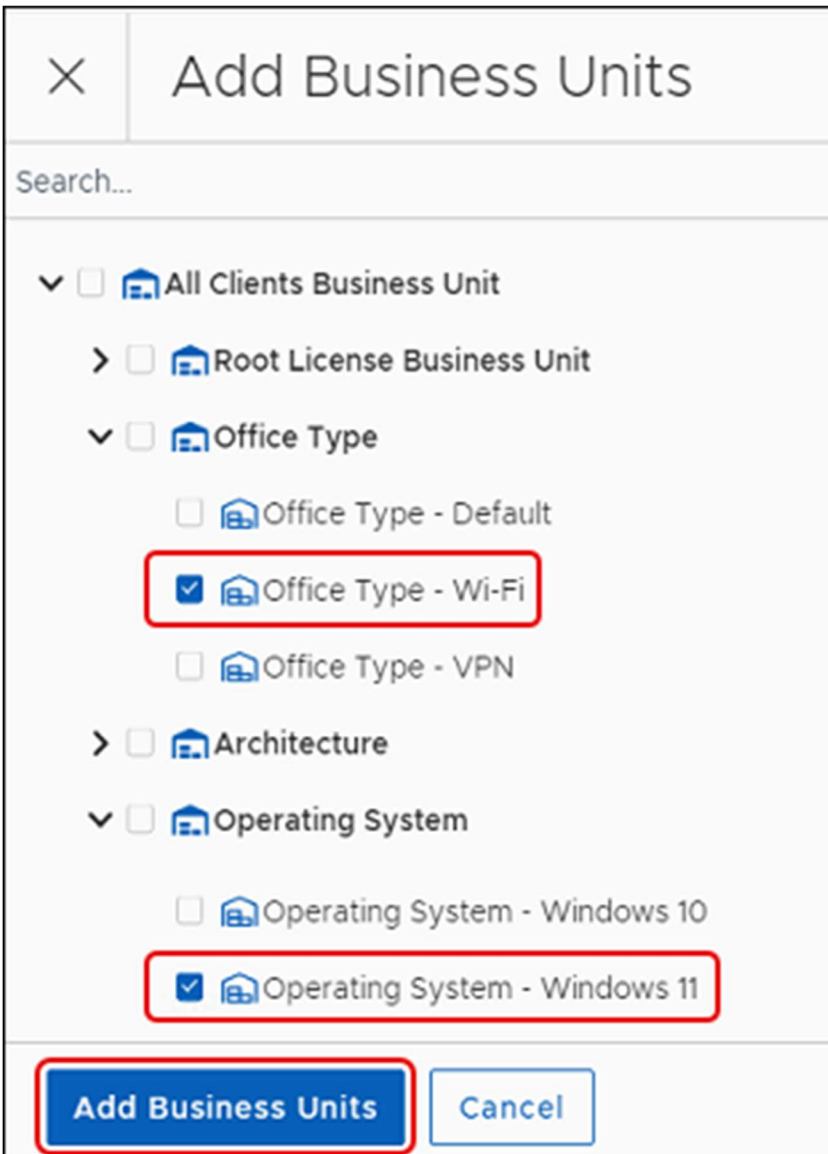 Add Business Units
Search...
All Clients Business Unit
Root License Business Unit
Office Type
Office Type - Default
Office Type - Wi-Fi
Office Type - VPN
Architecture
Operating System
Operating System - Windows 10
Operating System - Windows 11
Add Business Units
Cancel